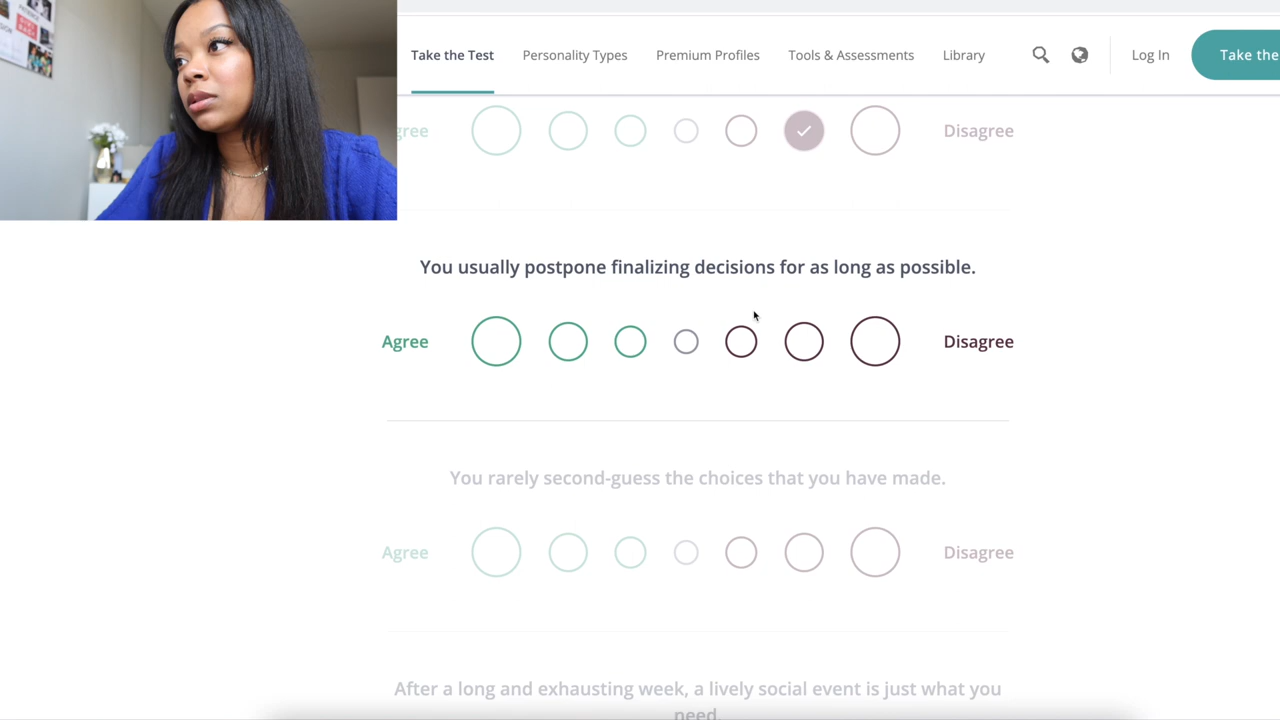 Take the Test Personality Types Premium Profiles Tools & Assessments Library Log In Take the
gree Disagree
You usually postpone finalizing decisions for as long as possible.
Agree Disagree
You rarely second-guess the choices that you have made.
Agree Disagree
After a long and exhausting week, a lively social event is just what you
need.